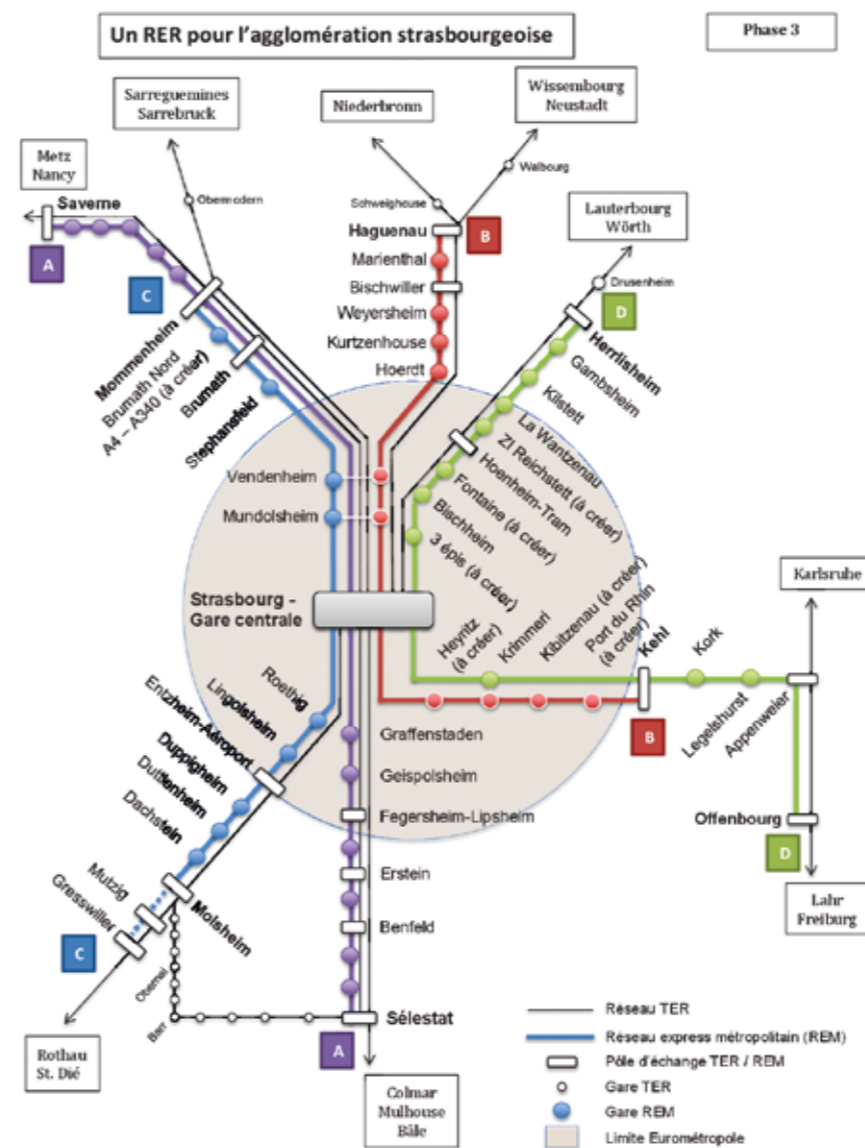 Un RER pour l'agglomération strasbourgeoise
Phase 3
Sarreguemines
Sarrebruck
Niederbronn
Wissembourg
Neustadt
Metz
Nancy
Lauterbourg
Wörth
Saverne
Obermodern
Schweighouse
Walbourg
Drusenheim
A
C
B
D
Haguenau
Marienthal
Bischwiller
Weyersheim
Kurtzenhouse
Hoerdt
Herrlisheim
Gambsheim
Kilstett
La Wantzenau
ZI Reichstett (à créer)
Hoenheim-Tram
Fontaine (à créer)
Bischheim
3 épis (à créer)
Mommenheim
Brumath Nord
A4 – A340 (à créer)
Brumath
Stephansfeld
Vendenheim
Mundolsheim
Strasbourg -
Gare centrale
Heyritz
(à créer)
Krimmeri
Kibitzenau (à créer)
Port du Rhin
(à créer)
Kehl
Kork
Legelshurst
Appenweier
Karlsruhe
B
Offenbourg
D
Lahr
Freiburg
Roethig
Lingolsheim
Entzheim-Aéroport
Duppigheim
Duttlenheim
Dachstein
Molsheim
Mutzig
Gresswiller
C
Obernai
Barr
Rothau
St. Dié
Graffenstaden
Geispolsheim
Fegersheim-Lipsheim
Erstein
Benfeld
Sélestat
A
Colmar
Mulhouse
Bâle
Réseau TER
Réseau express métropolitain (REM)
Pôle d'échange TER / REM
Gare TER
Gare REM
Limite Eurométropole